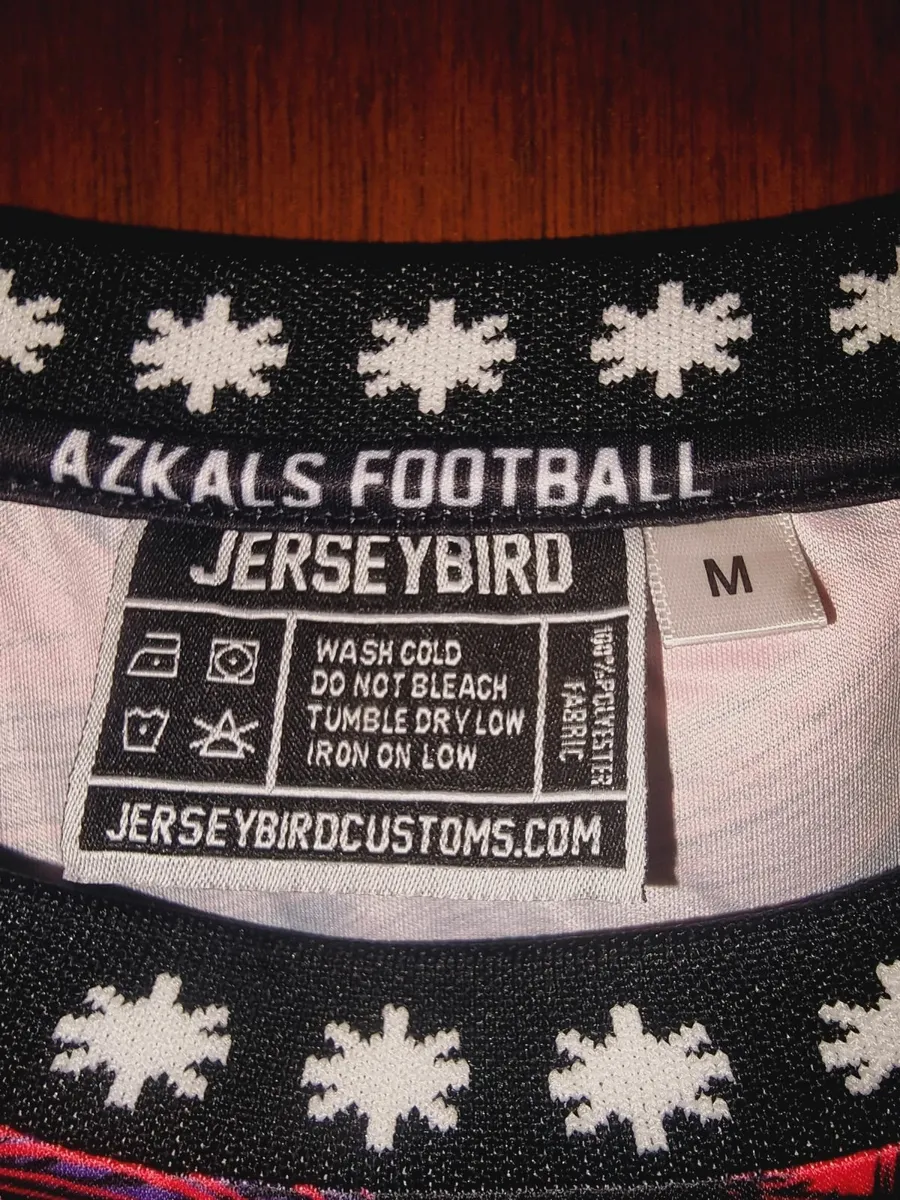 AZKALS FOOTBALL
JERSEYBIRD
M
WASH COLD
DO NOT BLEACH
TUMBLE DRY LOW
IRON ON LOW
100% POLYESTER
FABRIC
JERSEYBIRDCUSTOMS.COM